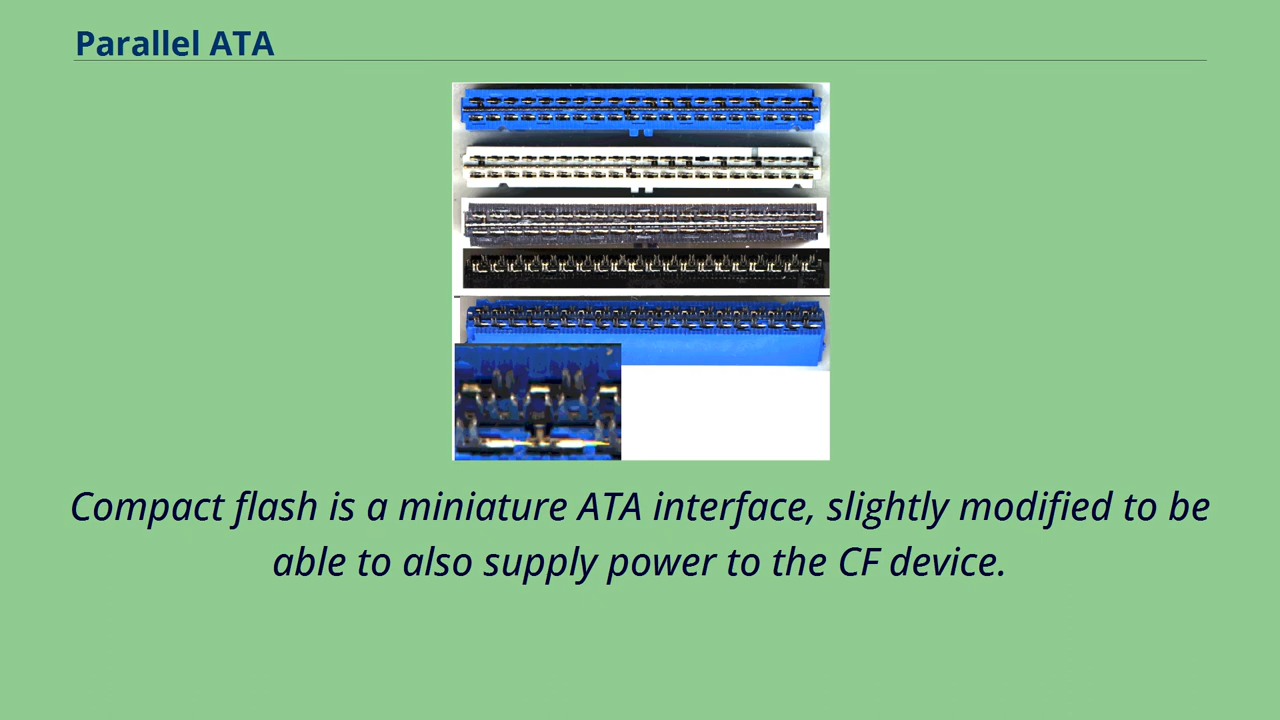 Parallel ATA
Compact flash is a miniature ATA interface, slightly modified to be
able to also supply power to the CF device.